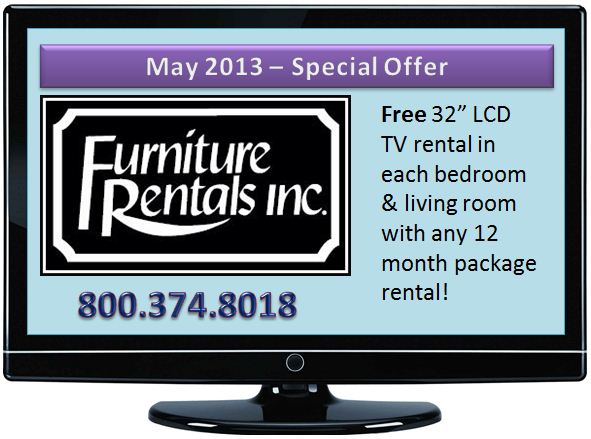 May 2013 – Special Offer
Furniture
Rentals Inc.
800.374.8018
Free 32” LCD
TV rental in
each bedroom
& living room
with any 12
month package
rental!